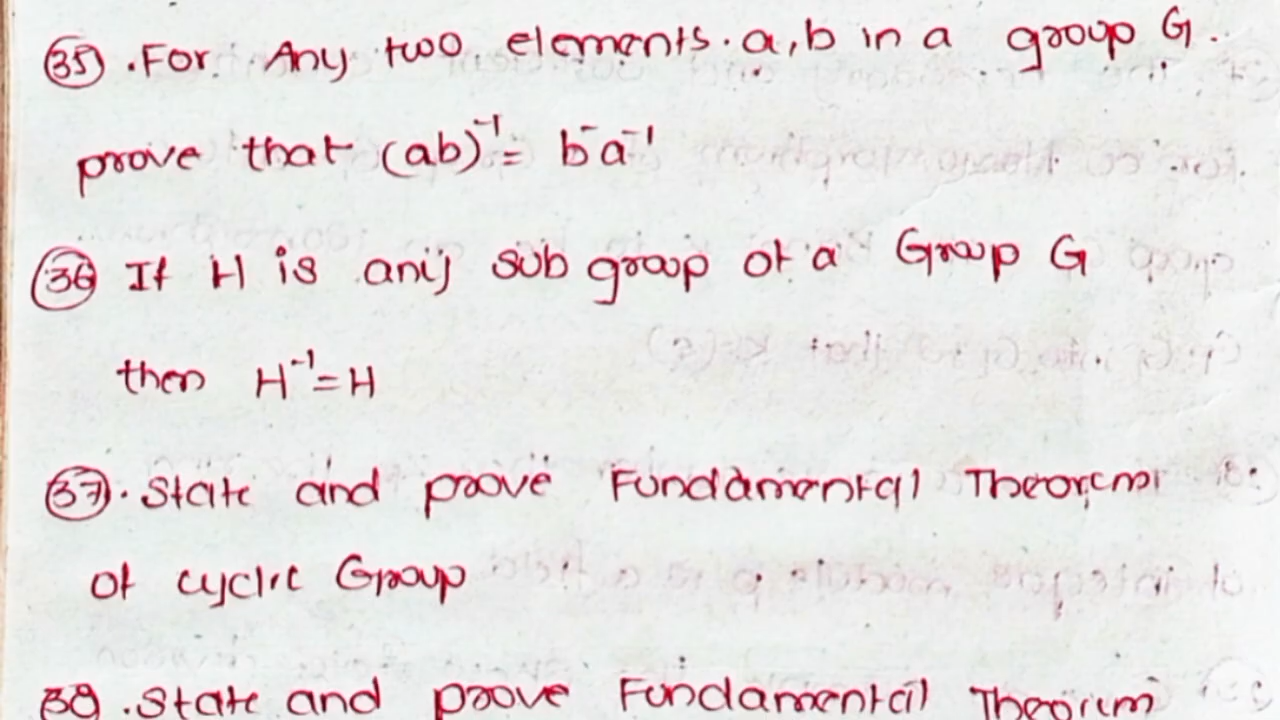 (35) . For Any two elements. a, b in a group G.
prove that (ab)⁻¹ = b⁻a⁻¹
(36) If H is any sub group of a Group G
then H⁻¹ = H
(37). State and prove Fundamental Theorem
of cyclic Group
38 . State and prove Fundamental Theorem